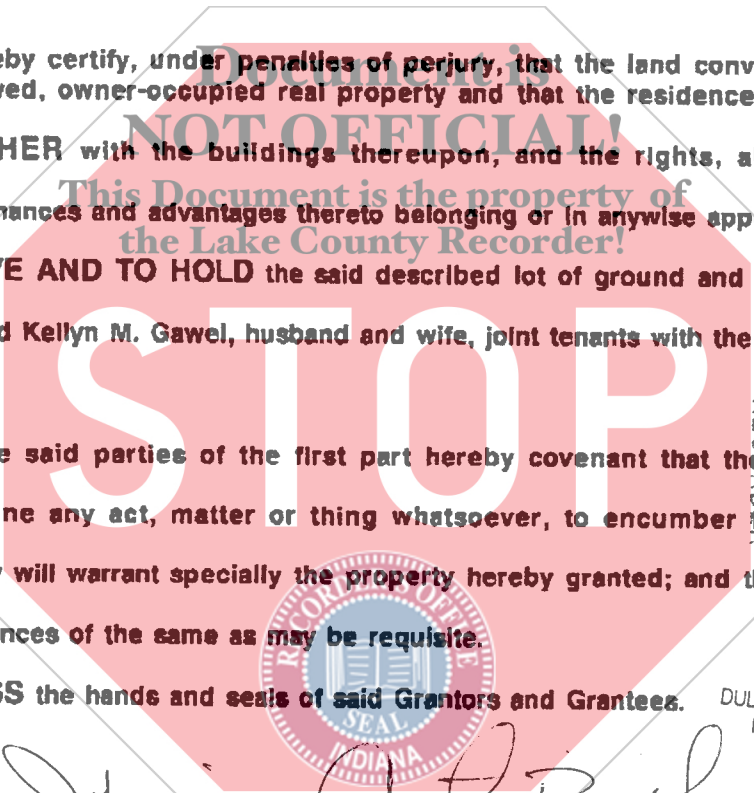 eby certify, under penalties of perjury, that the land conv
Document is
ved, owner-occupied real property and that the residence
NOT OFFICIAL!
HER with the buildings thereupon, and the rights, a
This Document is the property of
nances and advantages thereto belonging or in anywise app
the Lake County Recorder!
VE AND TO HOLD the said described lot of ground and
d Kellyn M. Gawel, husband and wife, joint tenants with the
STOP
e said parties of the first part hereby covenant that the
ne any act, matter or thing whatsoever, to encumber
y will warrant specially the property hereby granted; and th
nces of the same as may be requisite.
SS the hands and seals of said Grantors and Grantees.
DUL
RECORDER'S OFFICE
SEAL
INDIANA